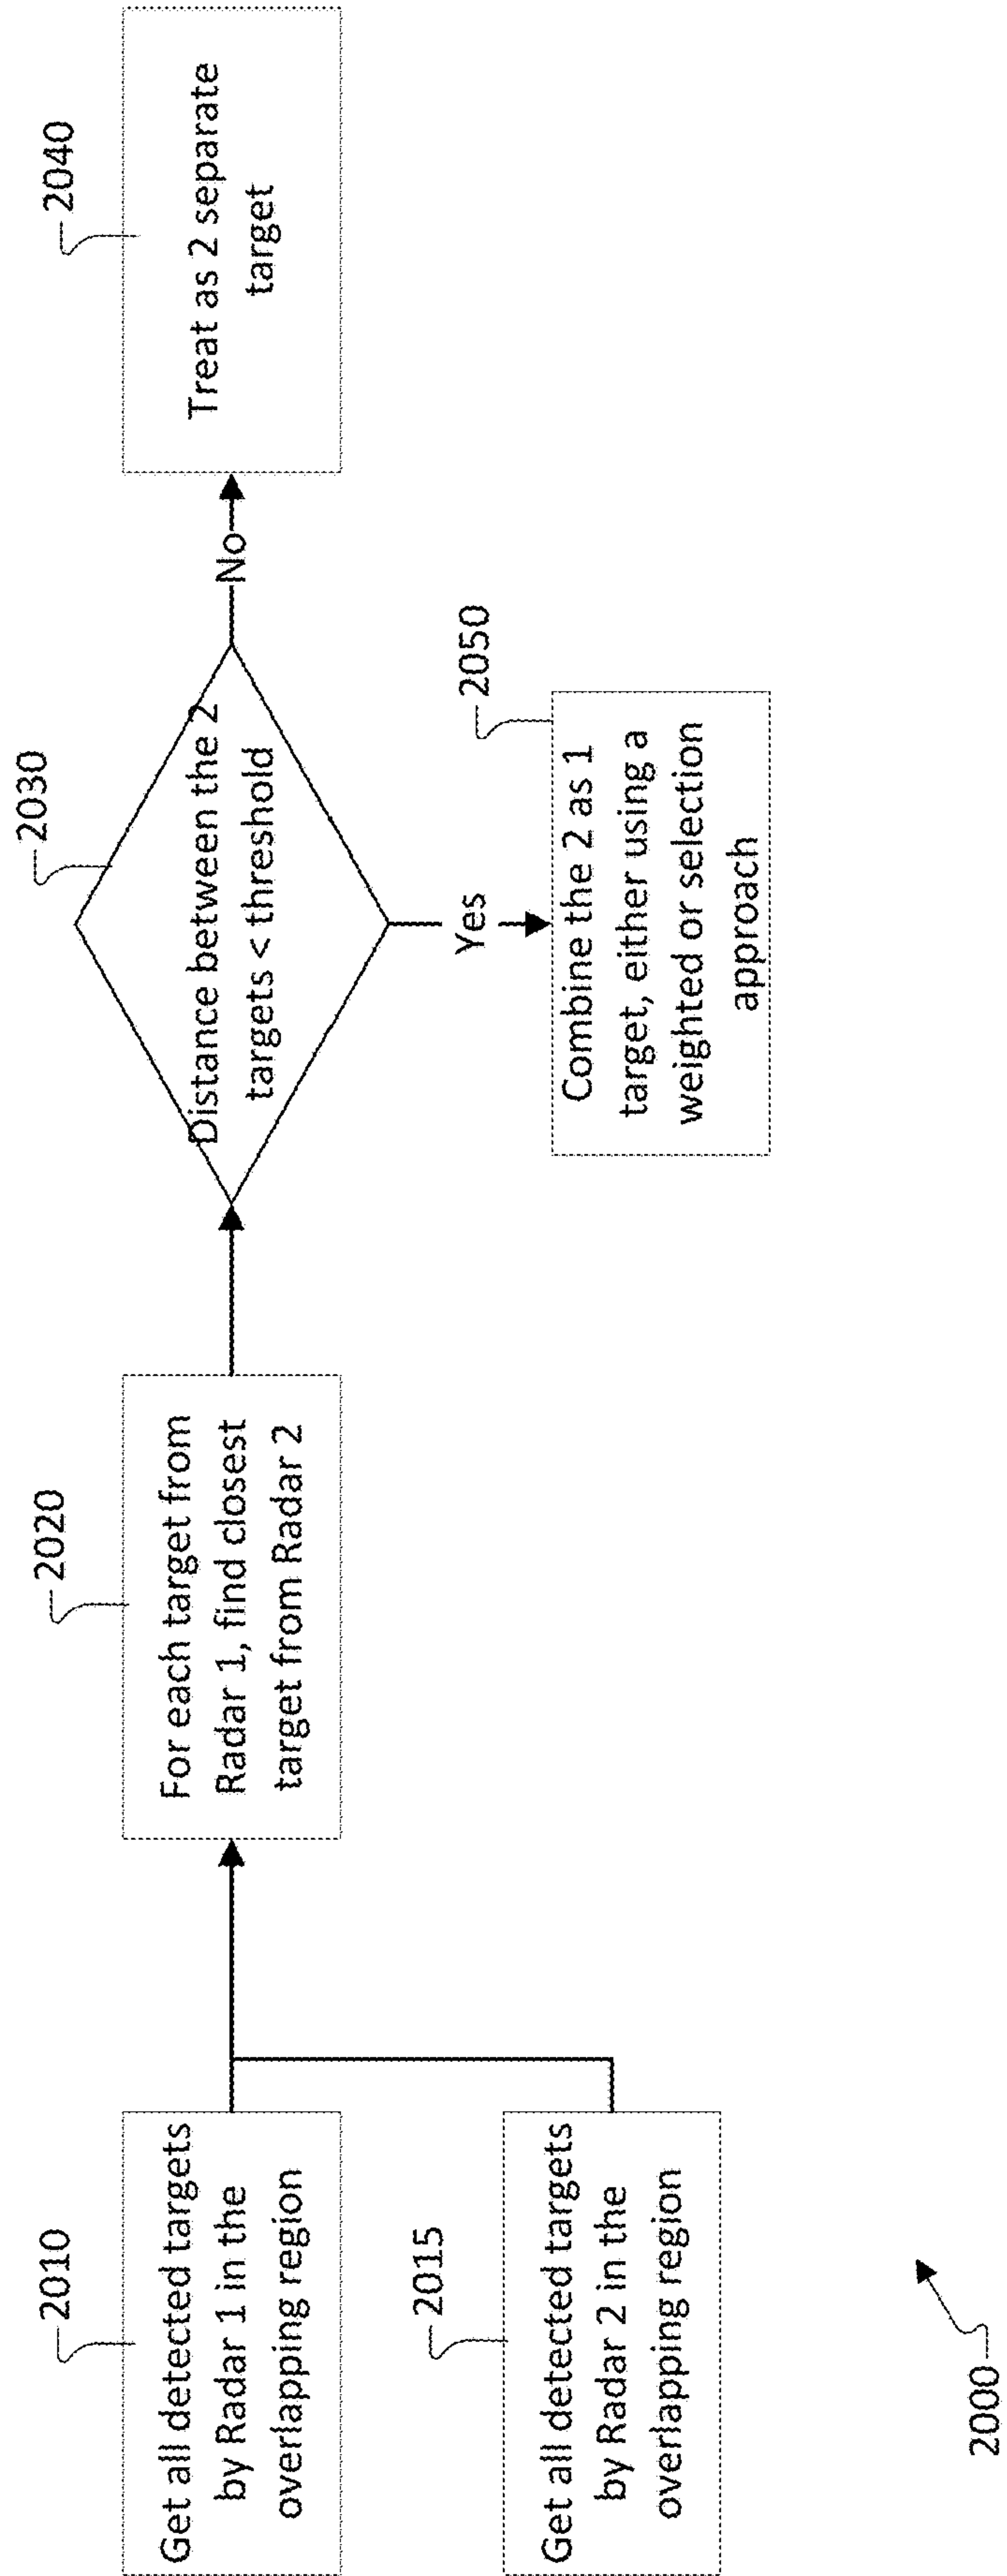 2010
Get all detected targets
by Radar 1 in the
overlapping region
2015
Get all detected targets
by Radar 2 in the
overlapping region
2020
For each target from
Radar 1, find closest
target from Radar 2
2030
Distance between the 2
targets < threshold
No
2040
Treat as 2 separate
target
Yes
2050
Combine the 2 as 1
target, either using a
weighted or selection
approach
2000